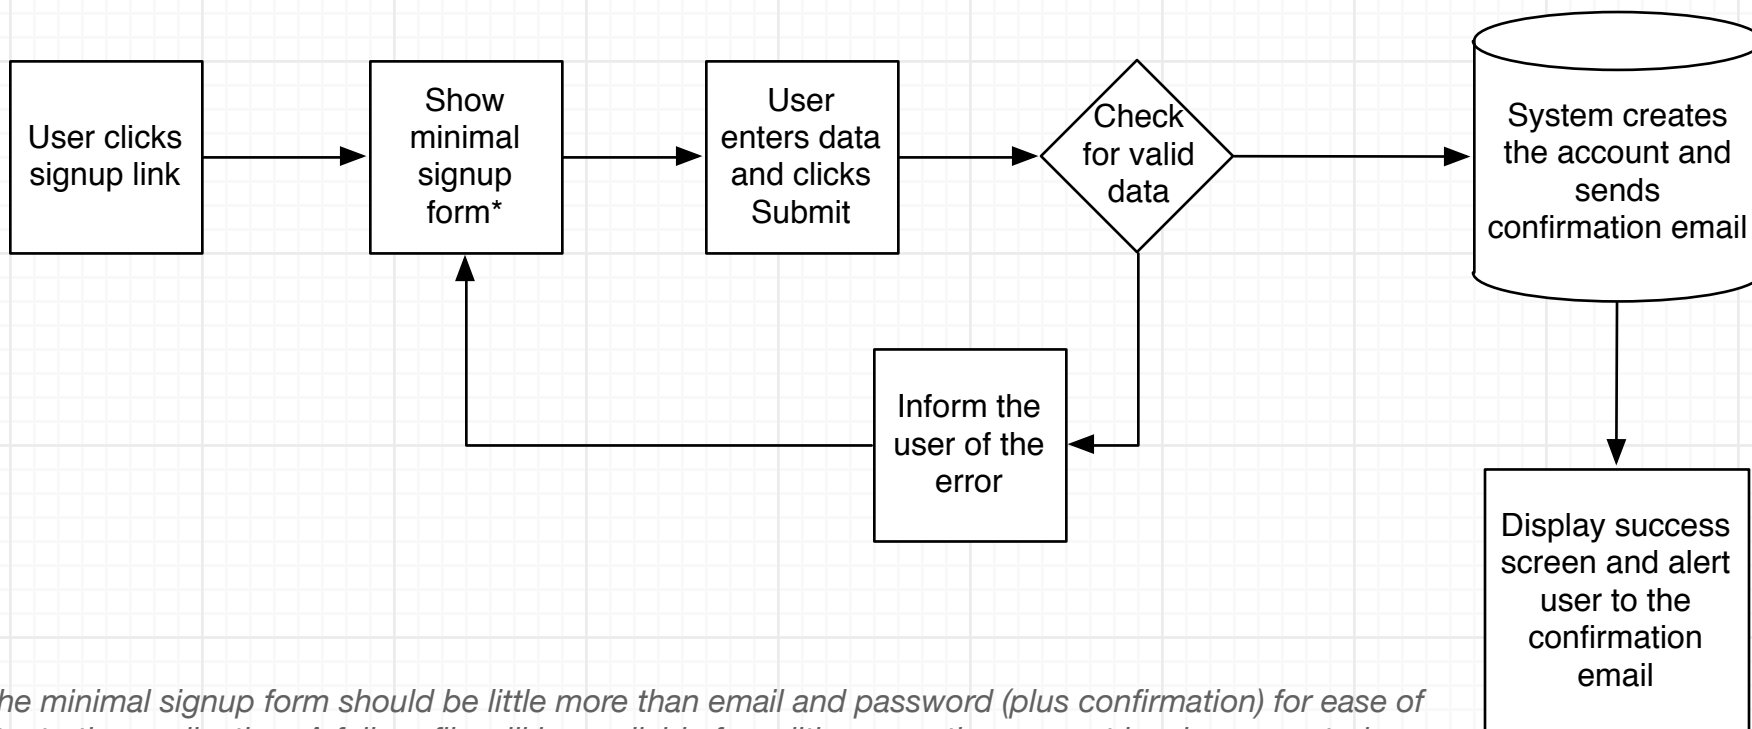 User clicks
signup link
Show
minimal
signup
form*
User
enters data
and clicks
Submit
Check
for valid
data
System creates
the account and
sends
confirmation email
Inform the
user of the
error
Display success
screen and alert
user to the
confirmation
email
he minimal signup form should be little more than email and password (plus confirmation) for ease of